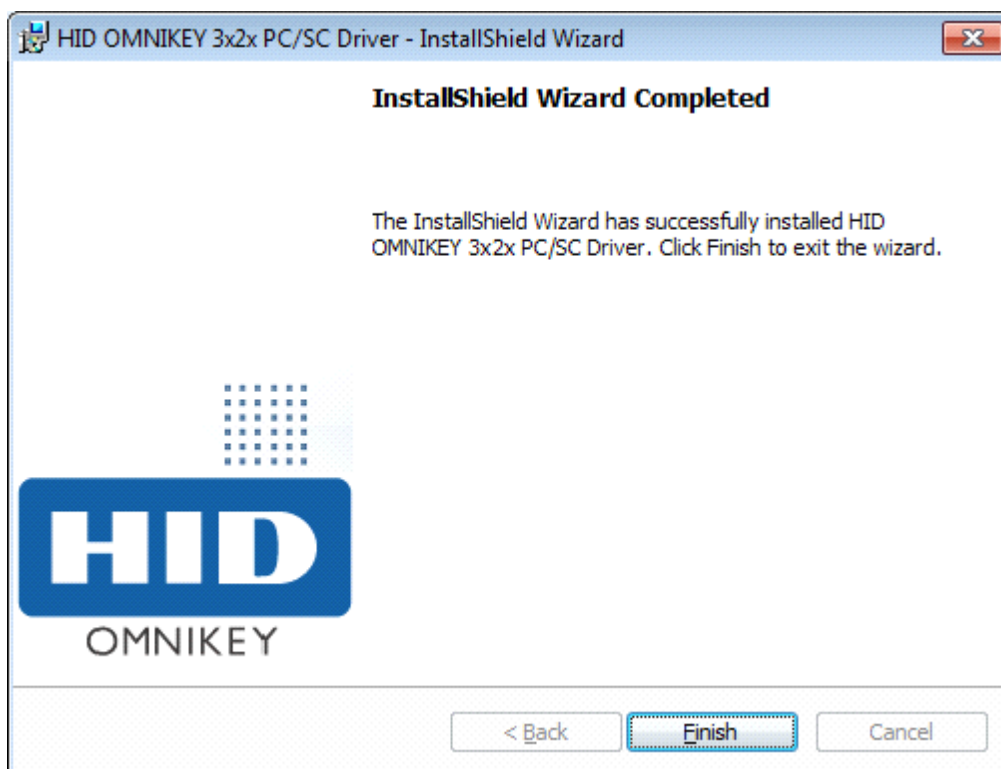 HID OMNIKEY 3x2x PC/SC Driver - InstallShield Wizard
InstallShield Wizard Completed
The InstallShield Wizard has successfully installed HID
OMNIKEY 3x2x PC/SC Driver. Click Finish to exit the wizard.
HID
OMNIKEY
< Back
Finish
Cancel